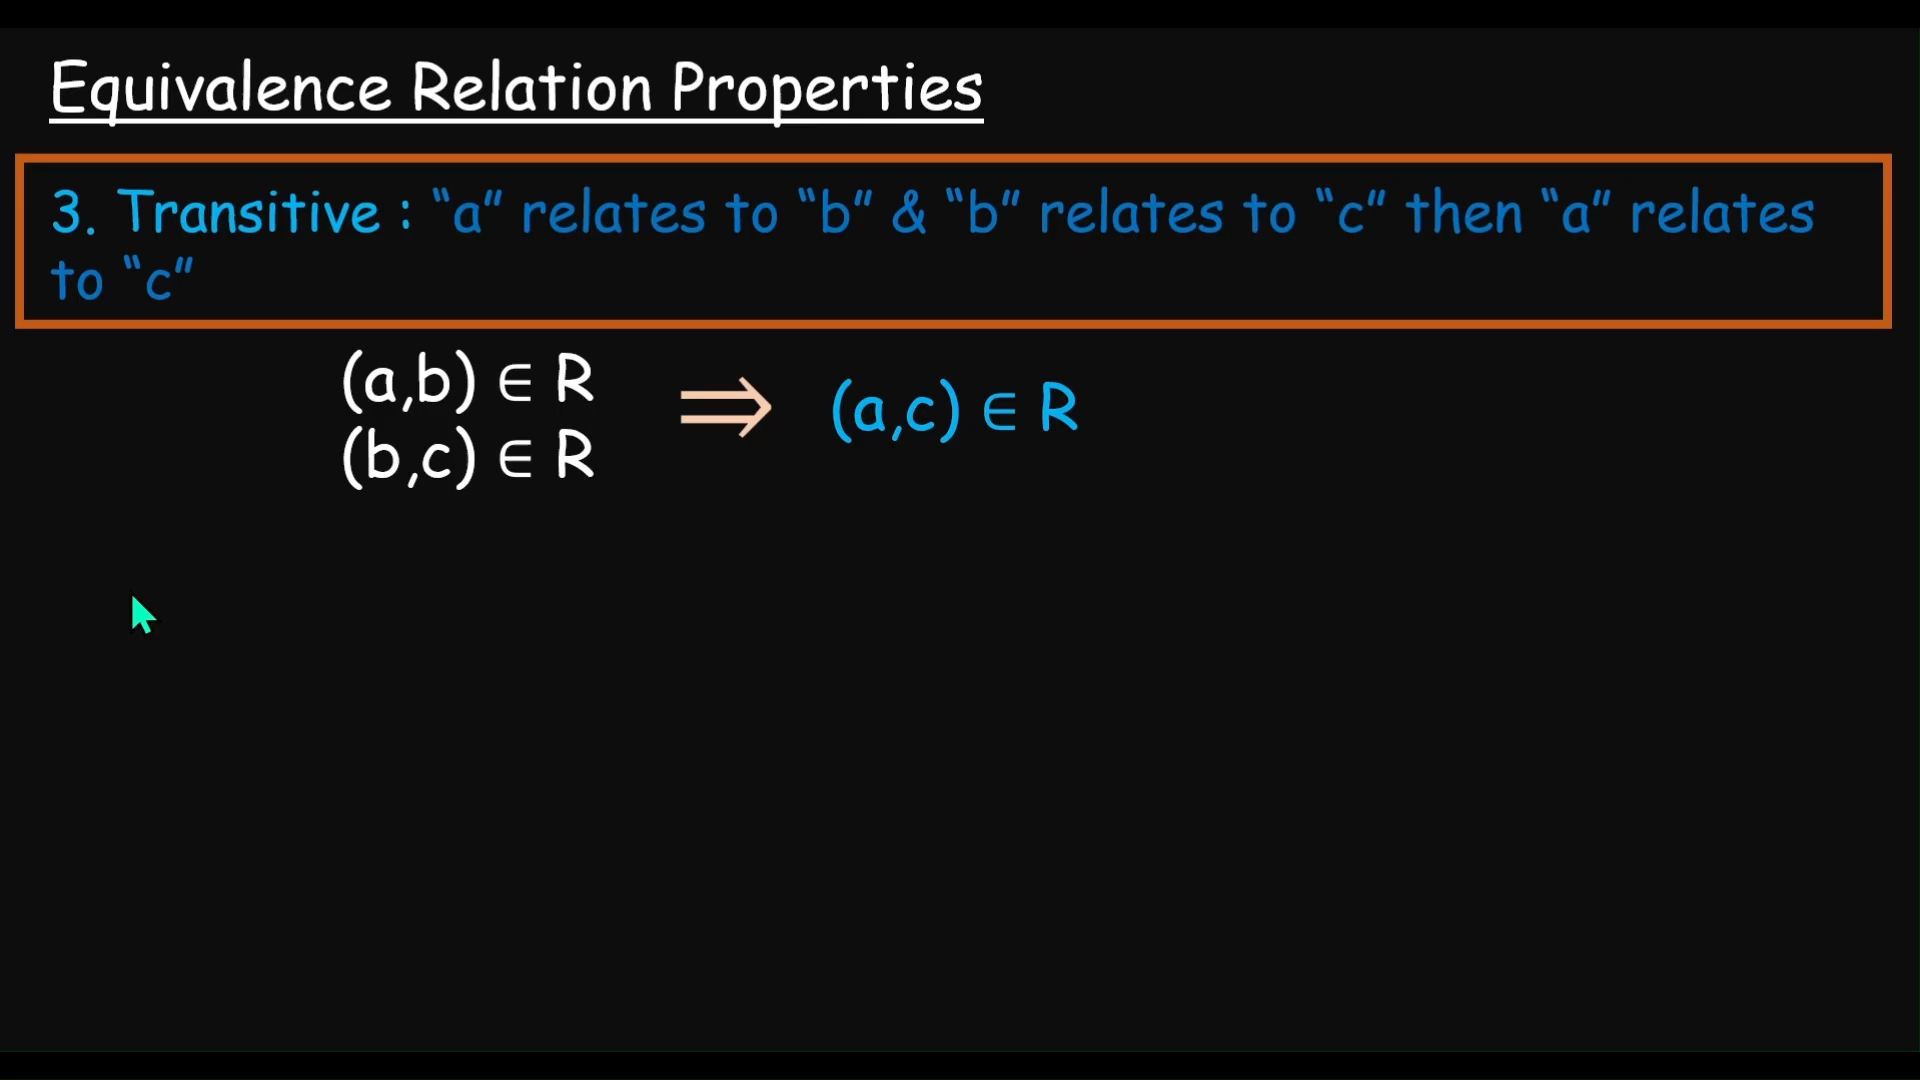 Equivalence Relation Properties
3. Transitive : “a” relates to “b” & “b” relates to “c” then “a” relates
to “c”
(a,b) ∈ R
(b,c) ∈ R
⇒ (a,c) ∈ R